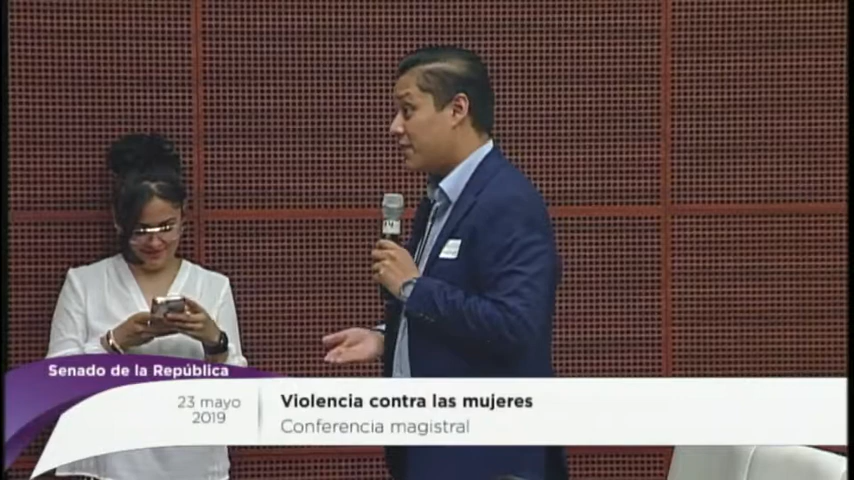 Senado de la República
23 mayo
2019
Violencia contra las mujeres
Conferencia magistral